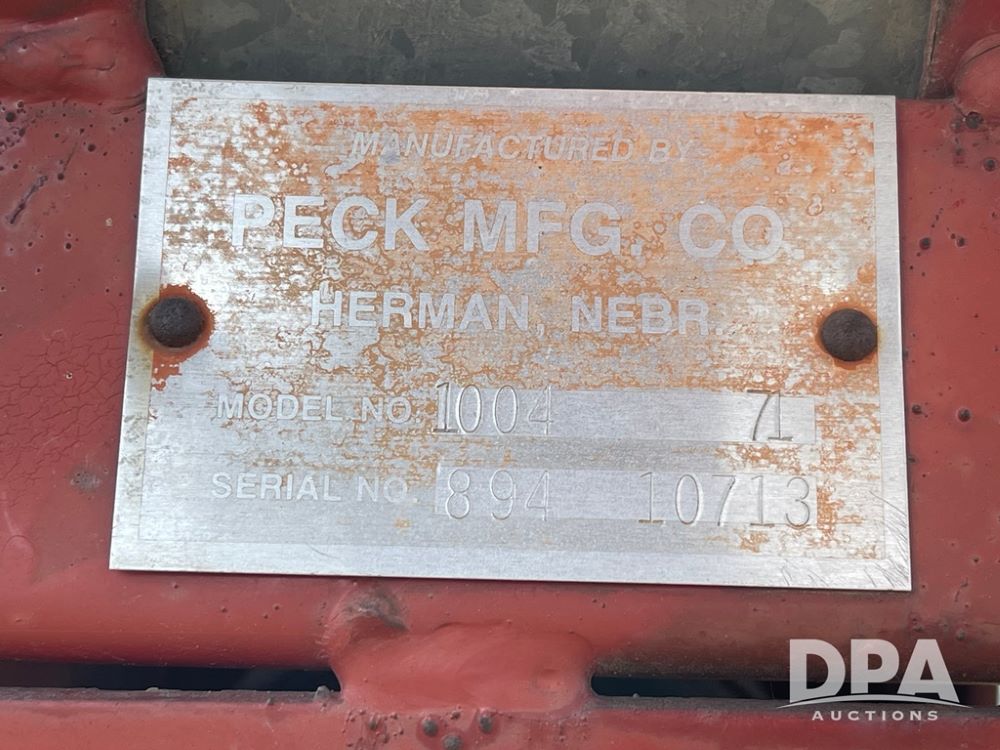 MANUFACTURED BY
PECK MFG. CO.
HERMAN, NEBR.
MODEL NO. 1004 71
SERIAL NO. 894 10713
DPA
AUCTIONS